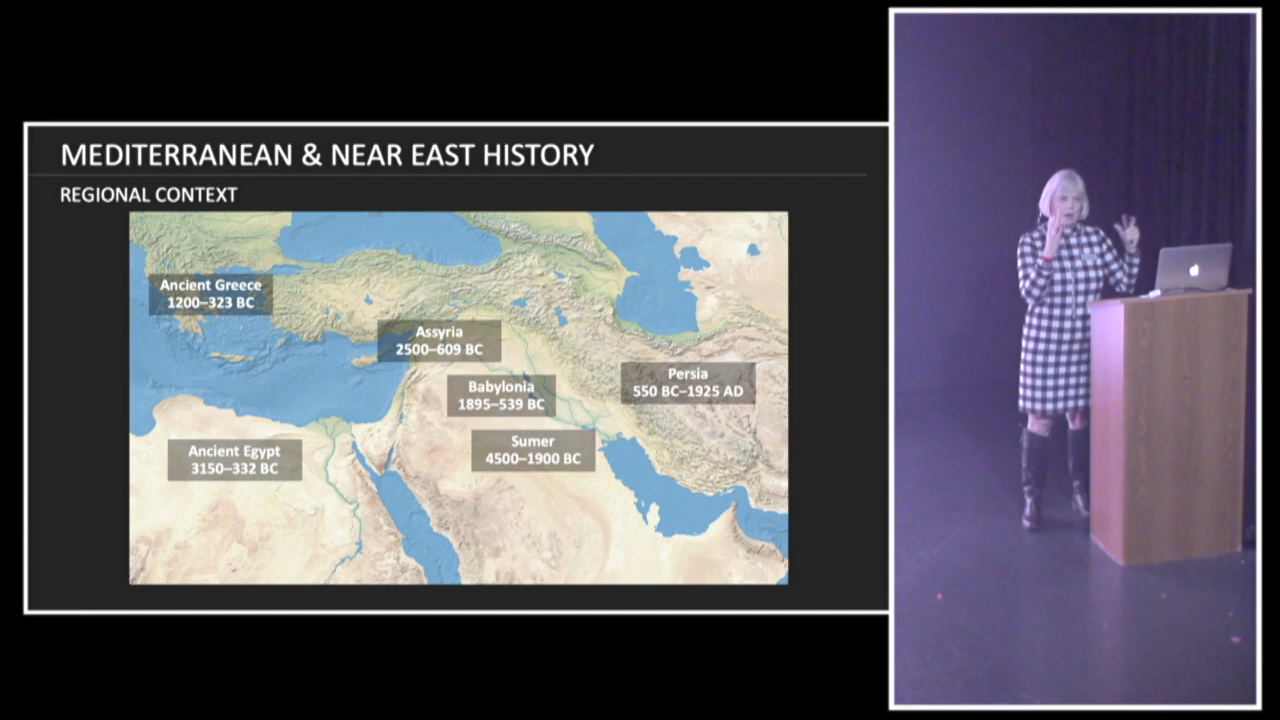 MEDITERRANEAN & NEAR EAST HISTORY
REGIONAL CONTEXT
Ancient Greece
1200–323 BC
Assyria
2500–609 BC
Babylonia
1895–539 BC
Persia
550 BC–1925 AD
Sumer
4500–1900 BC
Ancient Egypt
3150–332 BC